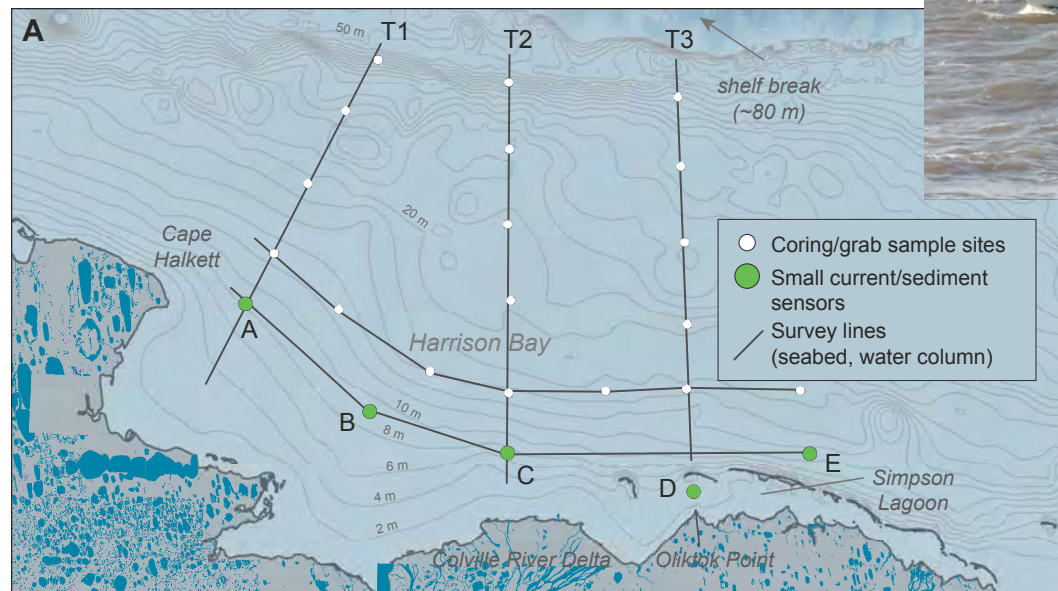 A
50 m
T1
T2
T3
shelf break
(~80 m)
20 m
Cape
Halkett
Coring/grab sample sites
Small current/sediment
sensors
Survey lines
(seabed, water column)
A
Harrison Bay
B
10 m
8 m
C
E
6 m
D
Simpson
Lagoon
4 m
2 m
Colville River Delta
Oliktok Point